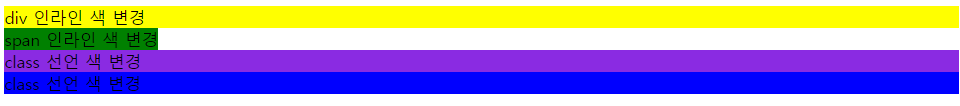 div 인라인 색 변경
span 인라인 색 변경
class 선언 색 변경
class 선언 색 변경